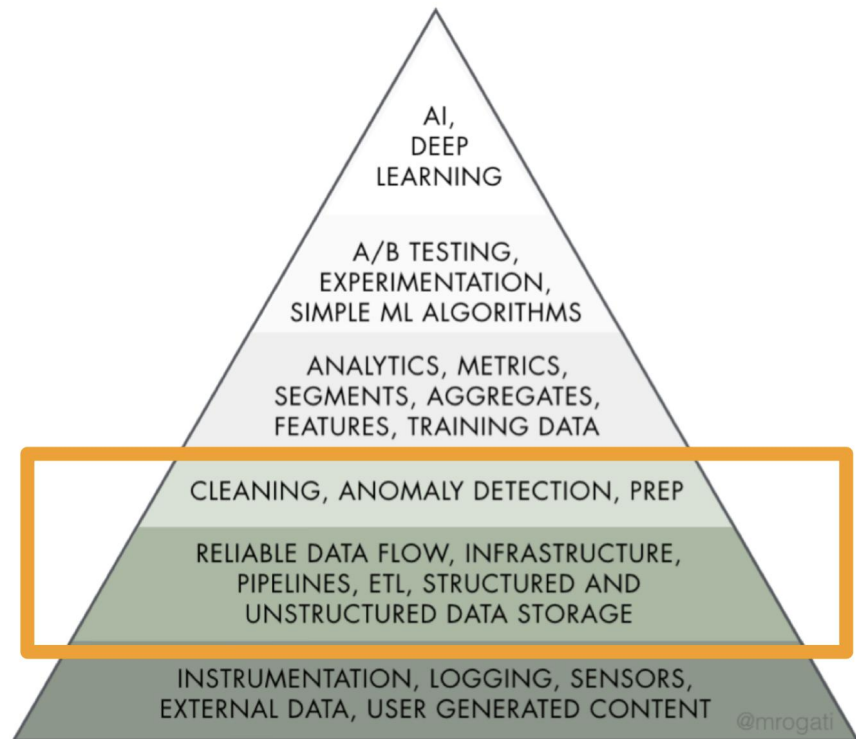 AI,
DEEP
LEARNING
A/B TESTING,
EXPERIMENTATION,
SIMPLE ML ALGORITHMS
ANALYTICS, METRICS,
SEGMENTS, AGGREGATES,
FEATURES, TRAINING DATA
CLEANING, ANOMALY DETECTION, PREP
RELIABLE DATA FLOW, INFRASTRUCTURE,
PIPELINES, ETL, STRUCTURED AND
UNSTRUCTURED DATA STORAGE
INSTRUMENTATION, LOGGING, SENSORS,
EXTERNAL DATA, USER GENERATED CONTENT
@mrogati